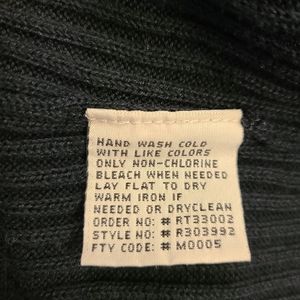 HAND WASH COLD
WITH LIKE COLORS
ONLY NON-CHLORINE
BLEACH WHEN NEEDED
LAY FLAT TO DRY
WARM IRON IF
NEEDED OR DRYCLEAN
ORDER NO: # RT33002
STYLE NO: # R303992
FTY CODE: # M0005